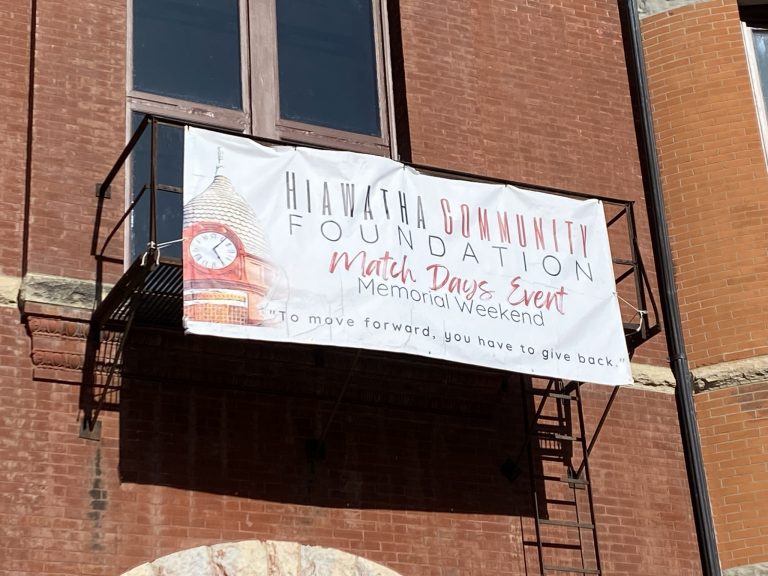 HIAWATHA COMMUNITY
FOUNDATION
Match Days Event
Memorial Weekend
"To move forward, you have to give back."